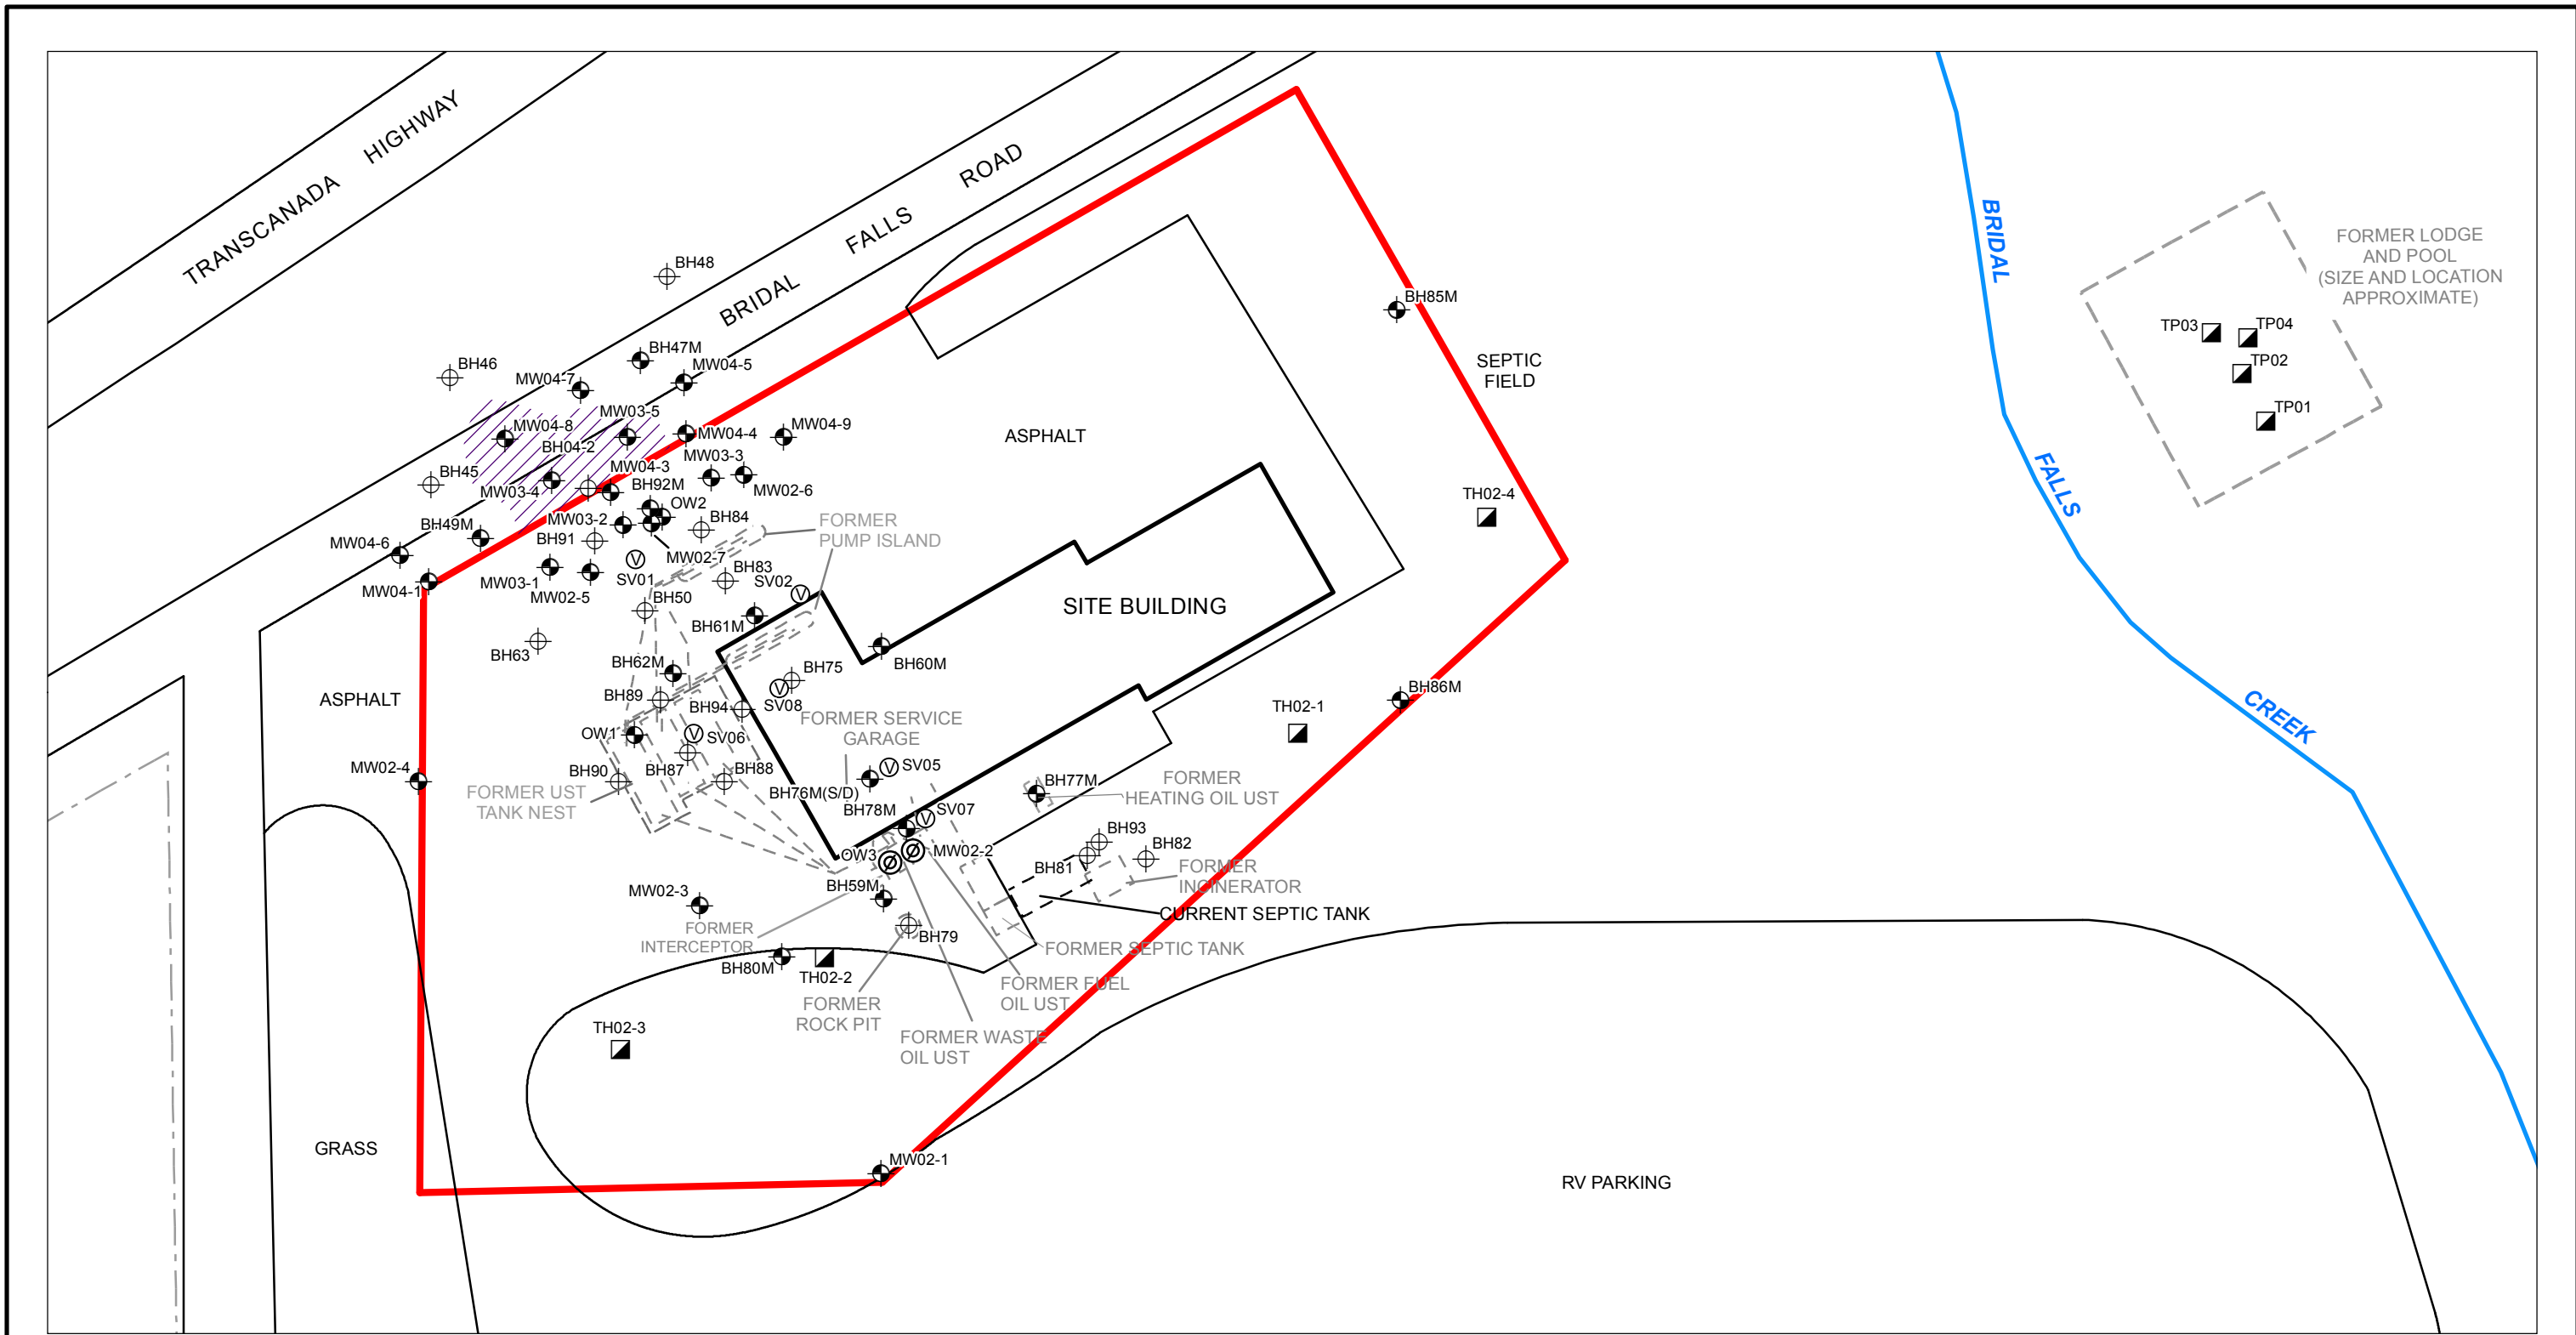 TRANSCANADA HIGHWAY
BRIDAL FALLS ROAD
BRIDAL
FALLS
CREEK
FORMER LODGE
AND POOL
(SIZE AND LOCATION
APPROXIMATE)
TP03
TP04
TP02
TP01
BH48
BH85M
SEPTIC
FIELD
BH47M
MW04-5
BH46
MW04-7
MW03-5
MW04-8
MW04-4
MW04-9
ASPHALT
BH04-2
MW04-3
MW03-3
BH45
MW03-4
BH92M
MW02-6
TH02-4
OW2
BH49M
MW03-2
BH84
FORMER
PUMP ISLAND
MW04-6
BH91
MW02-7
MW04-1
MW03-1
SV01
BH83
SV02
MW02-5
BH50
SITE BUILDING
BH61M
BH63
BH62M
BH60M
BH75
ASPHALT
BH89
BH94
SV08
BH86M
TH02-1
FORMER SERVICE
GARAGE
OW1
SV06
MW02-4
BH90
BH87
BH88
SV05
BH76M(S/D)
BH77M
FORMER
HEATING OIL UST
FORMER UST
TANK NEST
BH78M
SV07
BH93
BH82
OW3
MW02-2
BH81
FORMER
INCINERATOR
MW02-3
BH59M
CURRENT SEPTIC TANK
FORMER
INTERCEPTOR
BH79
FORMER SEPTIC TANK
BH80M
TH02-2
FORMER FUEL
OIL UST
FORMER
ROCK PIT
TH02-3
FORMER WASTE
OIL UST
GRASS
MW02-1
RV PARKING